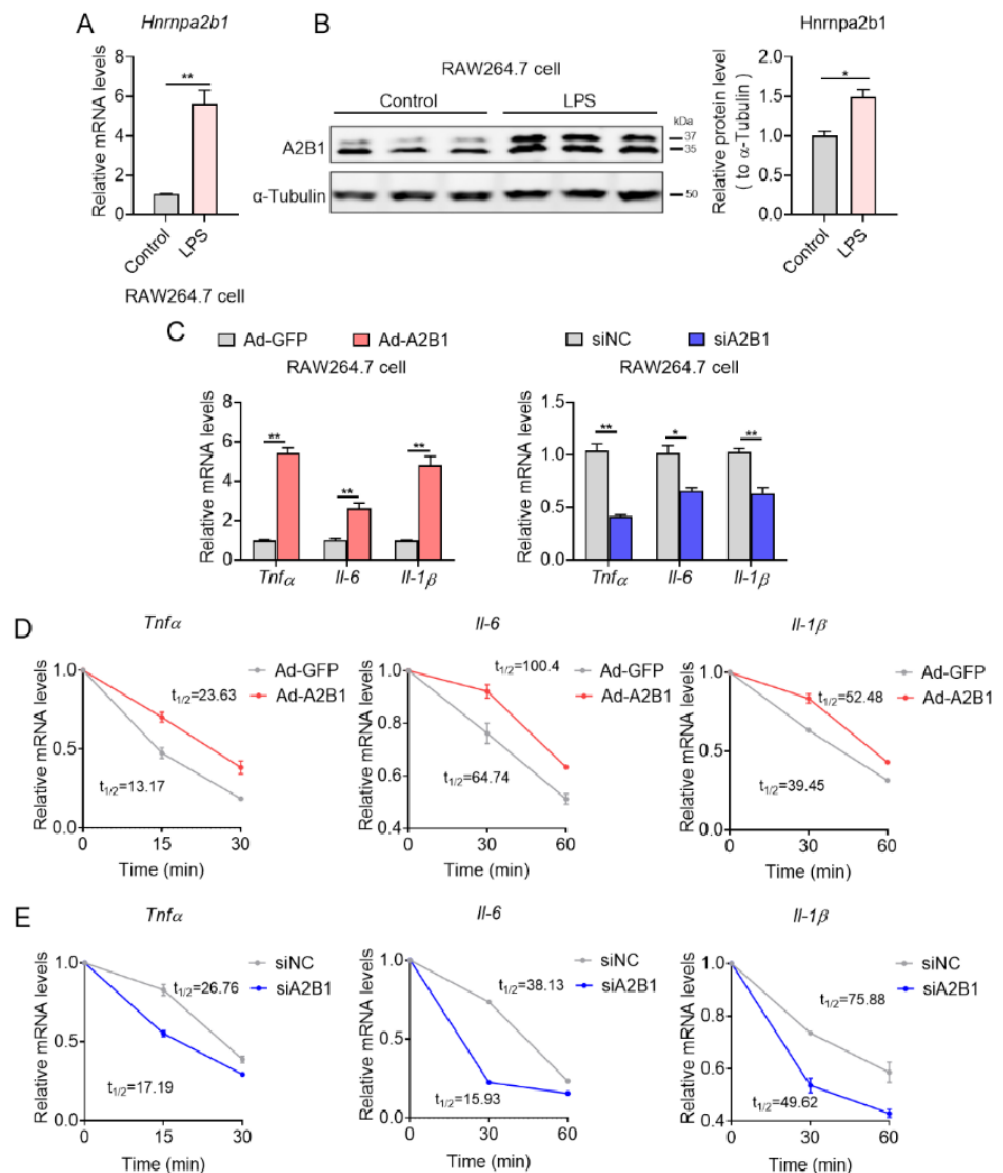 A
Hnrnpa2b1
Relative mRNA levels
8
6
4
2
0
**
Control
LPS
RAW264.7 cell
B
RAW264.7 cell
Control
LPS
kDa
A2B1
37
35
α-Tubulin
50
Hnrnpa2b1
Relative protein level
( to α-Tubulin )
2.0
1.5
1.0
0.5
0.0
*
Control
LPS
C
Ad-GFP
Ad-A2B1
RAW264.7 cell
Relative mRNA levels
8
6
4
2
0
**
**
**
Tnfα
Il-6
Il-1β
siNC
siA2B1
RAW264.7 cell
Relative mRNA levels
1.5
1.0
0.5
0.0
**
*
**
Tnfα
Il-6
Il-1β
D
Tnfα
Relative mRNA levels
1.0
0.5
0.0
Ad-GFP
Ad-A2B1
t1/2=23.63
t1/2=13.17
0
15
30
Time (min)
Il-6
Relative mRNA levels
1.0
0.8
0.6
0.4
t1/2=100.4
Ad-GFP
Ad-A2B1
t1/2=64.74
0
30
60
Time (min)
Il-1β
Relative mRNA levels
1.0
0.5
0.0
Ad-GFP
Ad-A2B1
t1/2=52.48
t1/2=39.45
0
30
60
Time (min)
E
Tnfα
Relative mRNA levels
1.0
0.5
0.0
siNC
siA2B1
t1/2=26.76
t1/2=17.19
0
15
30
Time (min)
Il-6
Relative mRNA levels
1.0
0.5
0.0
siNC
siA2B1
t1/2=38.13
t1/2=15.93
0
30
60
Time (min)
Il-1β
Relative mRNA levels
1.0
0.8
0.6
0.4
siNC
siA2B1
t1/2=75.88
t1/2=49.62
0
30
60
Time (min)